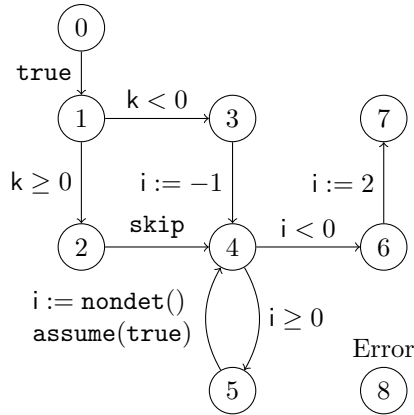 0
true
1
k < 0
3
7
k ≥ 0
i := −1
i := 2
2
skip
4
i < 0
6
i := nondet()
assume(true)
i ≥ 0
Error
5
8